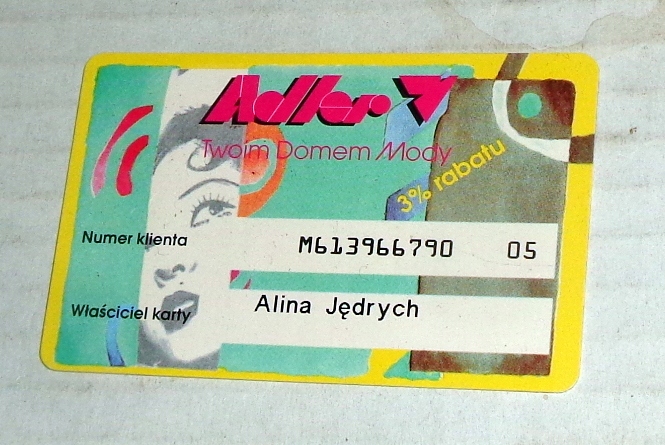 Adler
Twoim Domem Mody
3% rabatu
Numer klienta M613966790 05
Właściciel karty Alina Jędrych